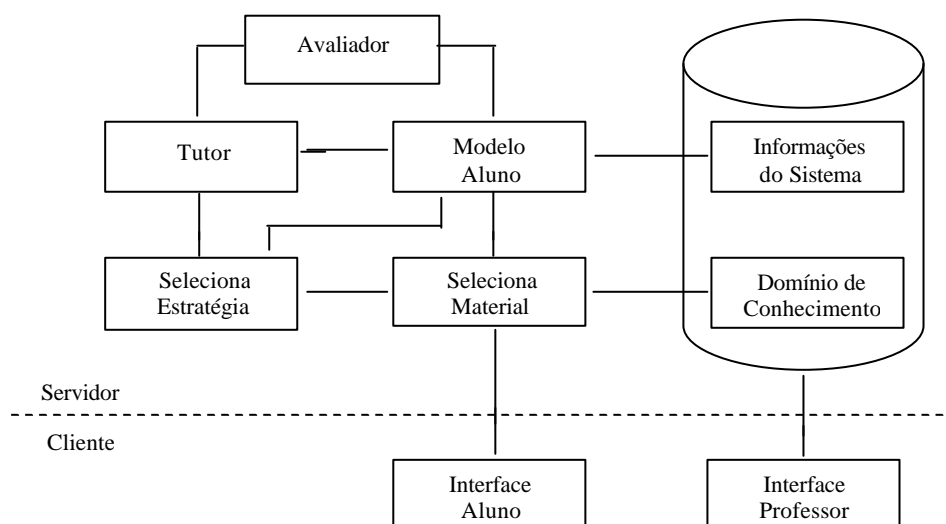 Avaliador
Tutor
Modelo
Aluno
Informações
do Sistema
Seleciona
Estratégia
Seleciona
Material
Domínio de
Conhecimento
Servidor
Cliente
Interface
Aluno
Interface
Professor